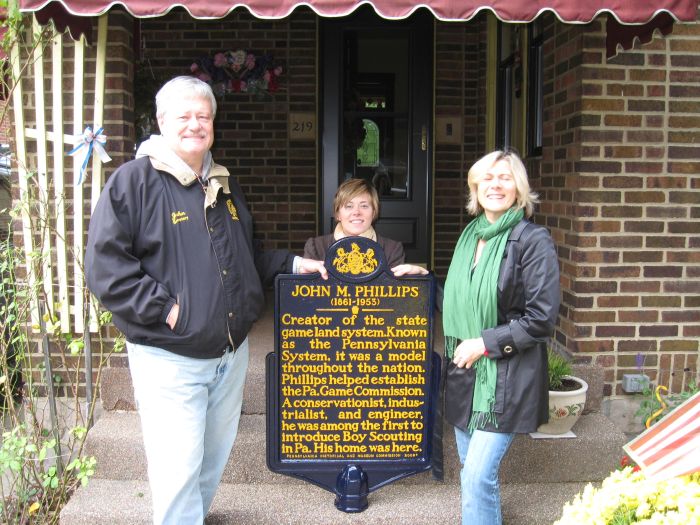 219
John
JOHN M. PHILLIPS
(1861-1953)
Creator of the state
game land system. Known
as the Pennsylvania
System, it was a model
throughout the nation.
Phillips helped establish
the Pa. Game Commission.
A conservationist, indus-
trialist, and engineer,
he was among the first to
introduce Boy Scouting
in Pa. His home was here.
PENNSYLVANIA HISTORICAL AND MUSEUM COMMISSION